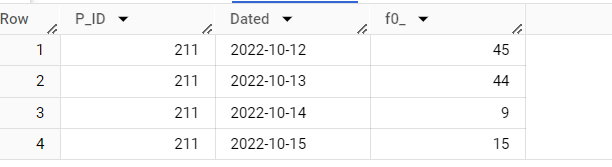 Row P_ID Dated f0_
1 211 2022-10-12 45
2 211 2022-10-13 44
3 211 2022-10-14 9
4 211 2022-10-15 15